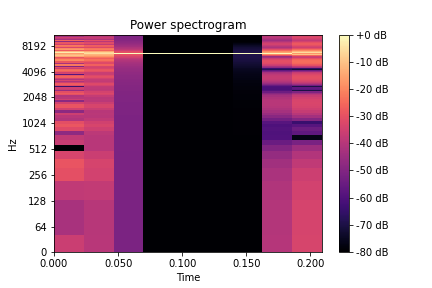 Power spectrogram
8192
4096
2048
1024
512
256
128
64
0
Hz
0.000 0.050 0.100 0.150 0.200
Time
+0 dB
-10 dB
-20 dB
-30 dB
-40 dB
-50 dB
-60 dB
-70 dB
-80 dB